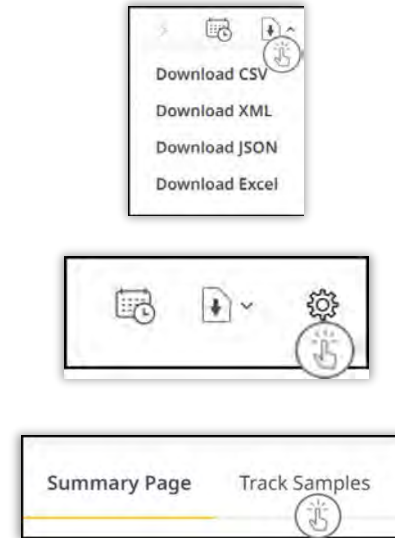 Download CSV
Download XML
Download JSON
Download Excel
Summary Page Track Samples